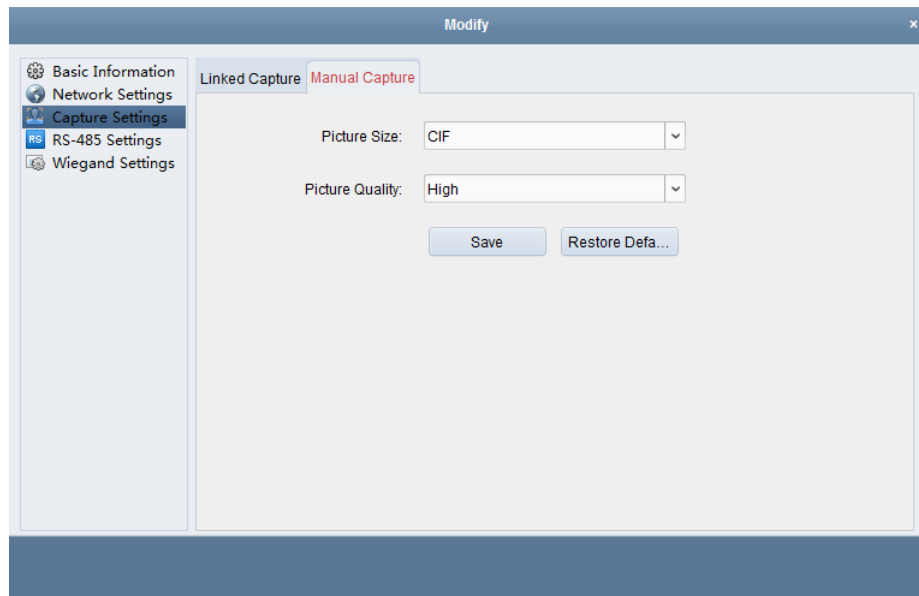 Modify
×
Basic Information
Network Settings
Capture Settings
RS RS-485 Settings
Wiegand Settings
Linked Capture Manual Capture
Picture Size: CIF
Picture Quality: High
Save Restore Defa...